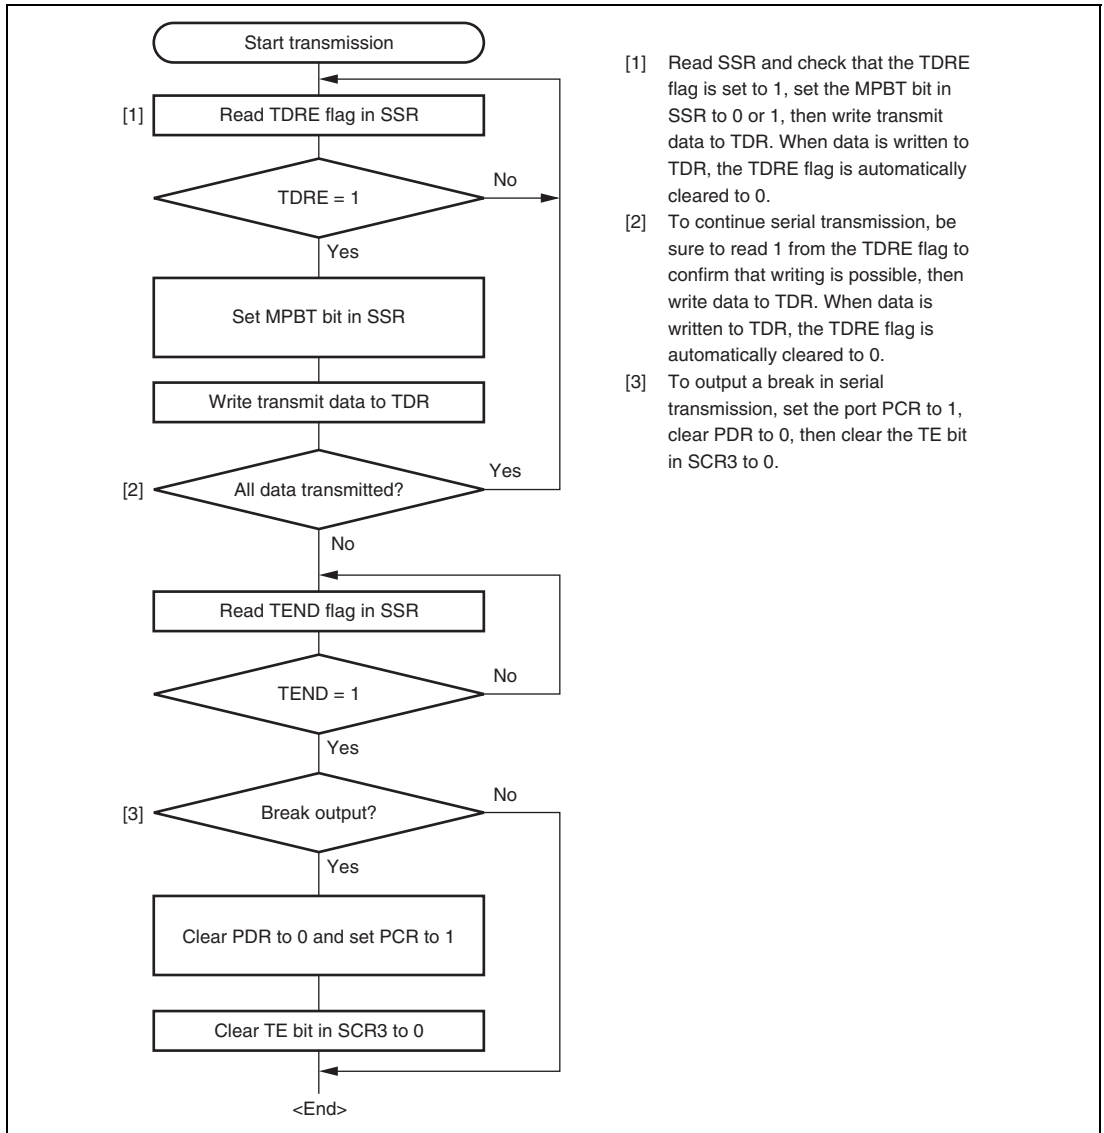 Start transmission
[1] Read TDRE flag in SSR
TDRE = 1
No
Yes
Set MPBT bit in SSR
Write transmit data to TDR
[2] All data transmitted?
Yes
No
Read TEND flag in SSR
TEND = 1
No
Yes
[3] Break output?
No
Yes
Clear PDR to 0 and set PCR to 1
Clear TE bit in SCR3 to 0
<End>
[1] Read SSR and check that the TDRE
flag is set to 1, set the MPBT bit in
SSR to 0 or 1, then write transmit
data to TDR. When data is written to
TDR, the TDRE flag is automatically
cleared to 0.
[2] To continue serial transmission, be
sure to read 1 from the TDRE flag to
confirm that writing is possible, then
write data to TDR. When data is
written to TDR, the TDRE flag is
automatically cleared to 0.
[3] To output a break in serial
transmission, set the port PCR to 1,
clear PDR to 0, then clear the TE bit
in SCR3 to 0.